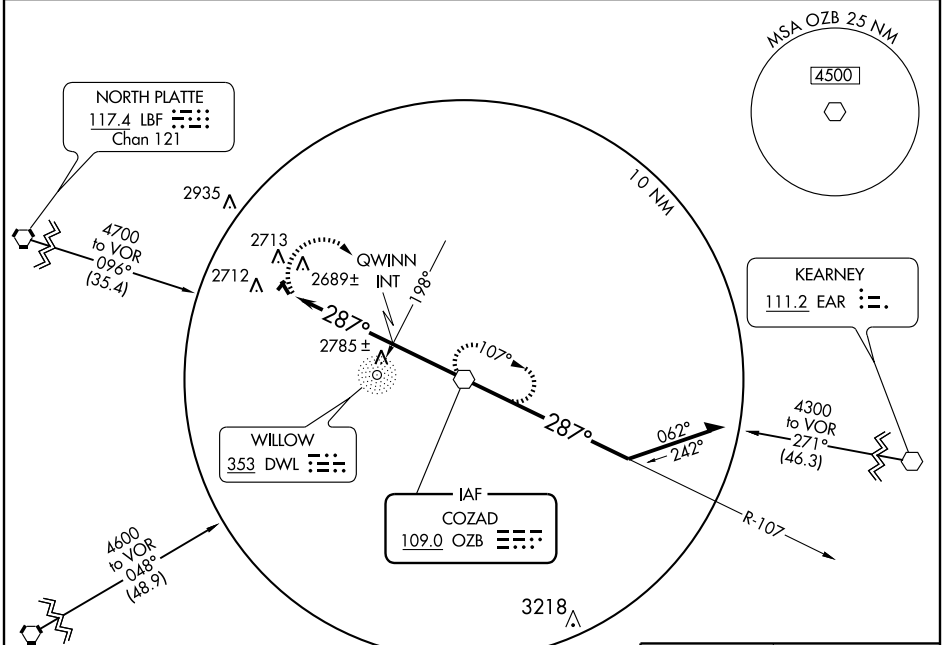 MSA OZB 25 NM
4500
NORTH PLATTE
117.4 LBF
Chan 121
2935
10 NM
4700
to VOR
096°
(35.4)
2713
2712
2689±
QWINN
INT
198°
287°
2785 ±
107°
KEARNEY
111.2 EAR
WILLOW
353 DWL
287°
062°
242°
4300
to VOR
271°
(46.3)
IAF
COZAD
109.0 OZB
R-107
4600
to VOR
048°
(48.9)
3218